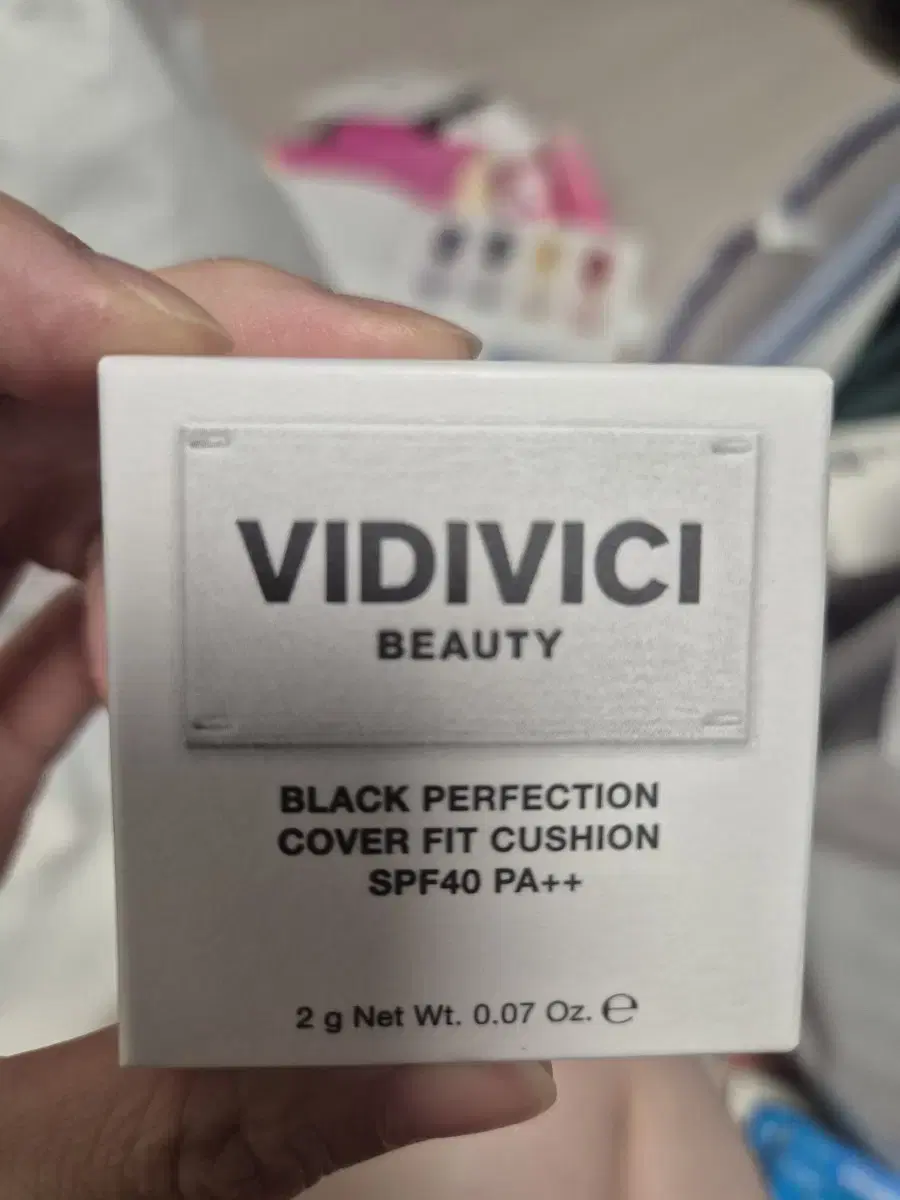 VIDIVICI
BEAUTY
BLACK PERFECTION
COVER FIT CUSHION
SPF40 PA++
2 g Net Wt. 0.07 Oz. ℮